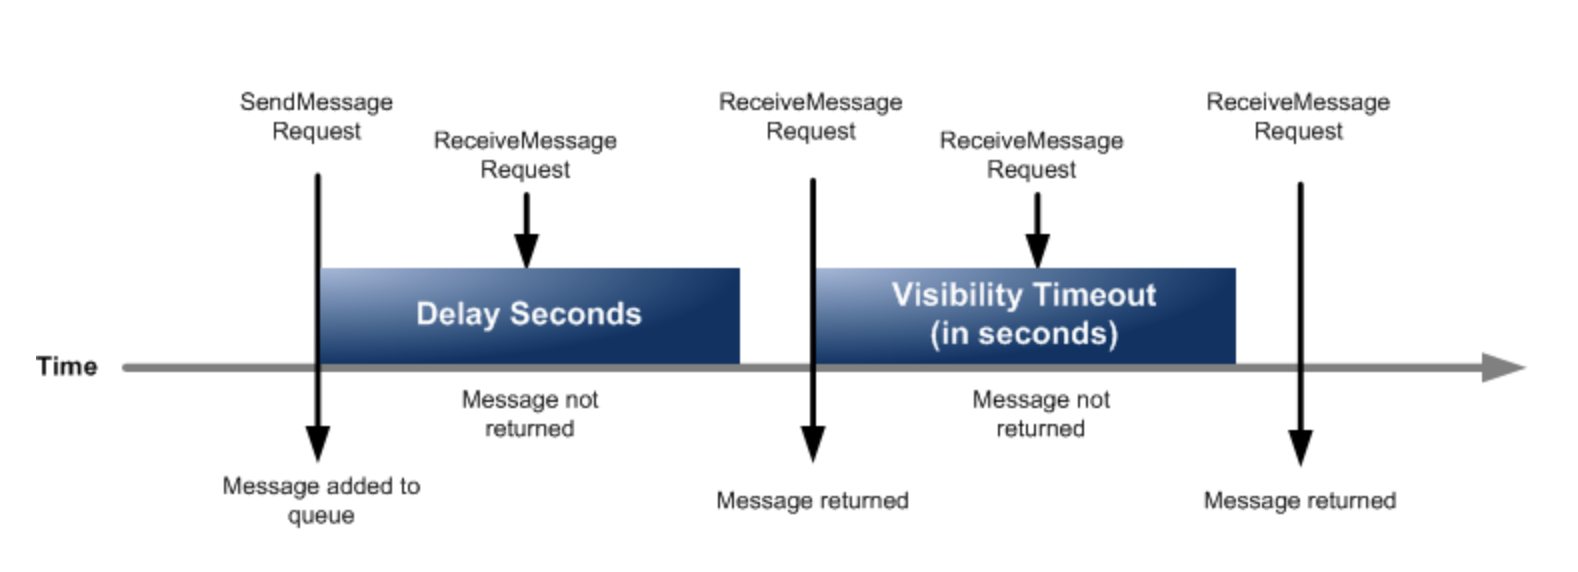 SendMessage
Request
ReceiveMessage
Request
ReceiveMessage
Request
ReceiveMessage
Request
ReceiveMessage
Request
Delay Seconds
Visibility Timeout
(in seconds)
Time
Message not
returned
Message not
returned
Message added to
queue
Message returned
Message returned